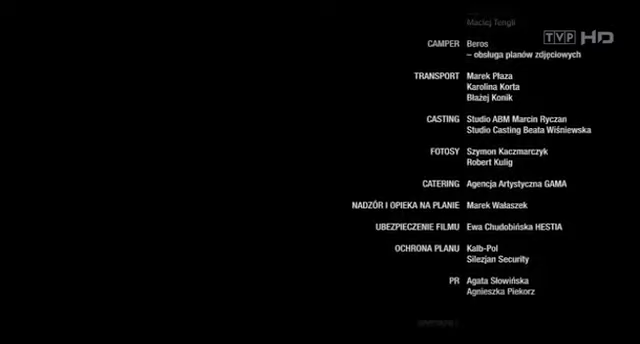 Maciej Tengli
TVP HD
CAMPER Beros
– obsługa planów zdjęciowych
TRANSPORT Marek Płaza
Karolina Korta
Błażej Konik
CASTING Studio ABM Marcin Ryczan
Studio Casting Beata Wiśniewska
FOTOSY Szymon Kaczmarczyk
Robert Kulig
CATERING Agencja Artystyczna GAMA
NADZÓR I OPIEKA NA PLANIE Marek Wałaszek
UBEZPIECZENIE FILMU Ewa Chudobińska HESTIA
OCHRONA PLANU Kalb-Pol
Silezjan Security
PR Agata Słowińska
Agnieszka Piekorz